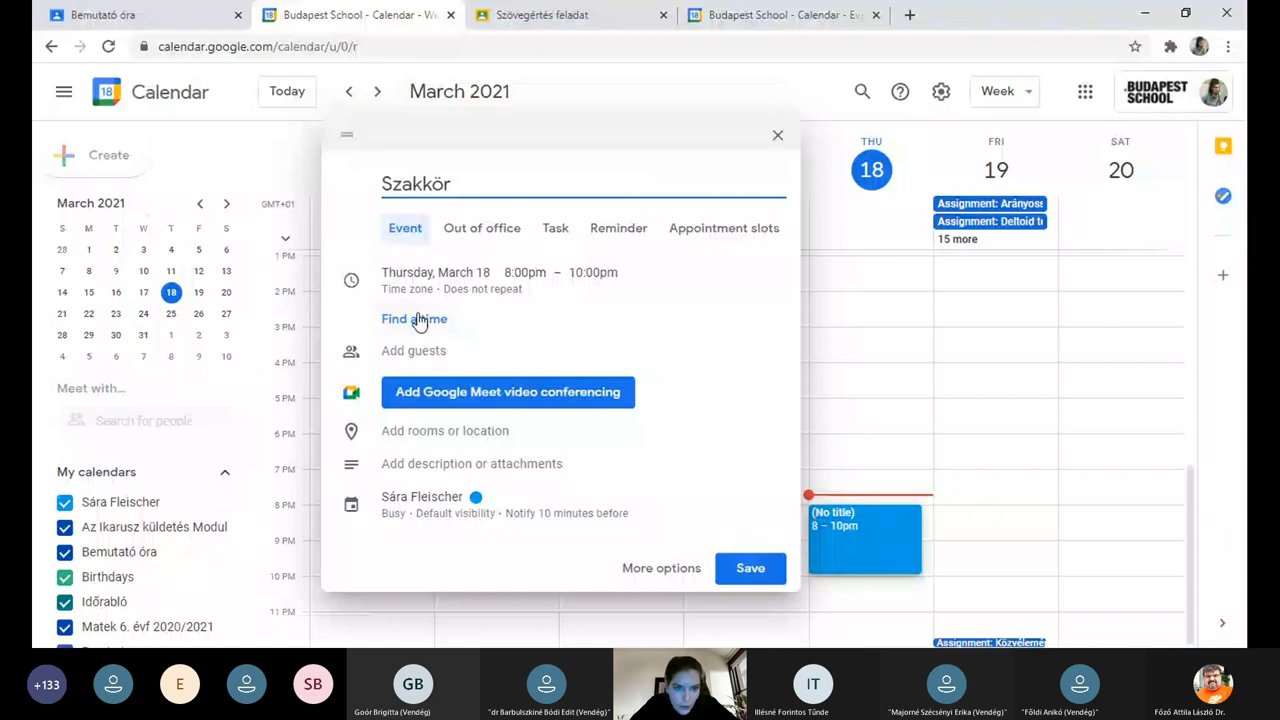 Bemutató óra
Budapest School - Calendar - We
Szövegértés feladat
Budapest School - Calendar - Eve
calendar.google.com/calendar/u/0/r
18
Calendar
Today
March 2021
Week
BUDAPEST
SCHOOL
Create
March 2021
S M T W T F S
28 1 2 3 4 5 6
7 8 9 10 11 12 13
14 15 16 17 18 19 20
21 22 23 24 25 26 27
28 29 30 31 1 2 3
4 5 6 7 8 9 10
Meet with...
Search for people
My calendars
Sára Fleischer
Az Ikarusz küldetés Modul
Bemutató óra
Birthdays
Időrabló
Matek 6. évf 2020/2021
GMT+01
1 PM
2 PM
3 PM
4 PM
5 PM
6 PM
7 PM
8 PM
9 PM
10 PM
11 PM
Szakkör
Event
Out of office
Task
Reminder
Appointment slots
Thursday, March 18 8:00pm – 10:00pm
Time zone · Does not repeat
Find a time
Add guests
Add Google Meet video conferencing
Add rooms or location
Add description or attachments
Sára Fleischer
Busy · Default visibility · Notify 10 minutes before
More options
Save
THU
18
FRI
19
SAT
20
Assignment: Arányoss
Assignment: Deltoid t
15 more
(No title)
8 – 10pm
Assignment: Közvélemé
+133
E
SB
GB
Goór Brigitta (Vendég)
"dr Barbulszkiné Bódi Edit (Vendég)"
IT
Illésné Forintos Tünde
"Majorné Szécsényi Erika (Vendég)"
"Földi Anikó (Vendég)"
Főző Attila László Dr.